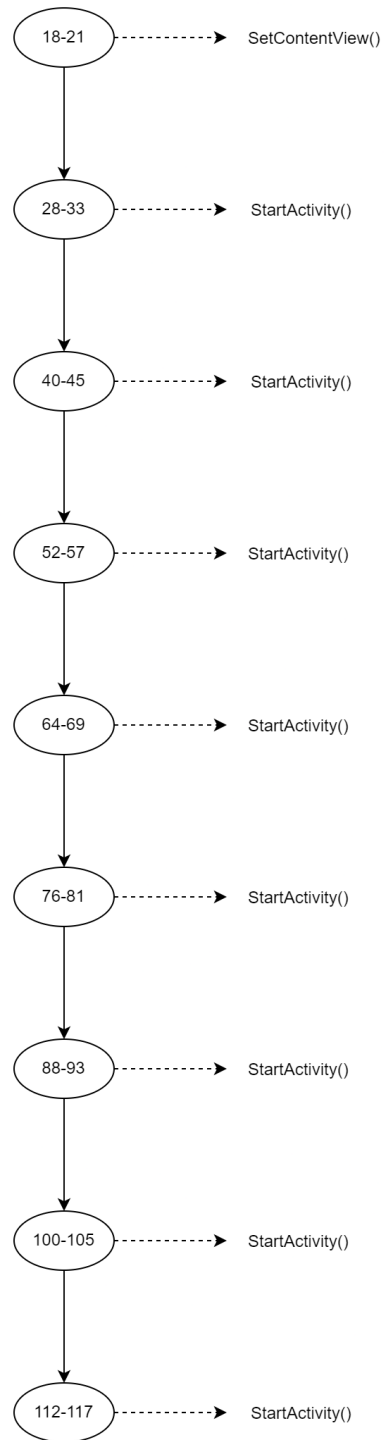 18-21 SetContentView()
28-33 StartActivity()
40-45 StartActivity()
52-57 StartActivity()
64-69 StartActivity()
76-81 StartActivity()
88-93 StartActivity()
100-105 StartActivity()
112-117 StartActivity()